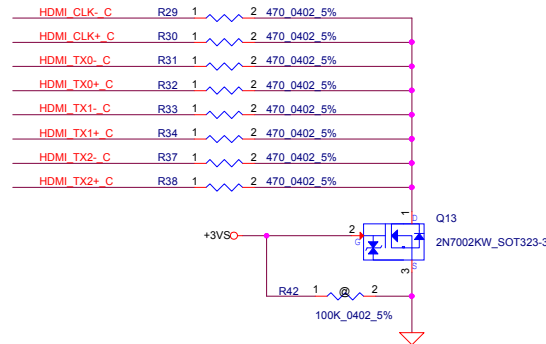 HDMI_CLK-_C R29 1 2 470_0402_5%
HDMI_CLK+_C R30 1 2 470_0402_5%
HDMI_TX0-_C R31 1 2 470_0402_5%
HDMI_TX0+_C R32 1 2 470_0402_5%
HDMI_TX1-_C R33 1 2 470_0402_5%
HDMI_TX1+_C R34 1 2 470_0402_5%
HDMI_TX2-_C R37 1 2 470_0402_5%
HDMI_TX2+_C R38 1 2 470_0402_5%
1 D Q13
+3VS 2 G 2N7002KW_SOT323-3
S 3
R42 1 @ 2
100K_0402_5%